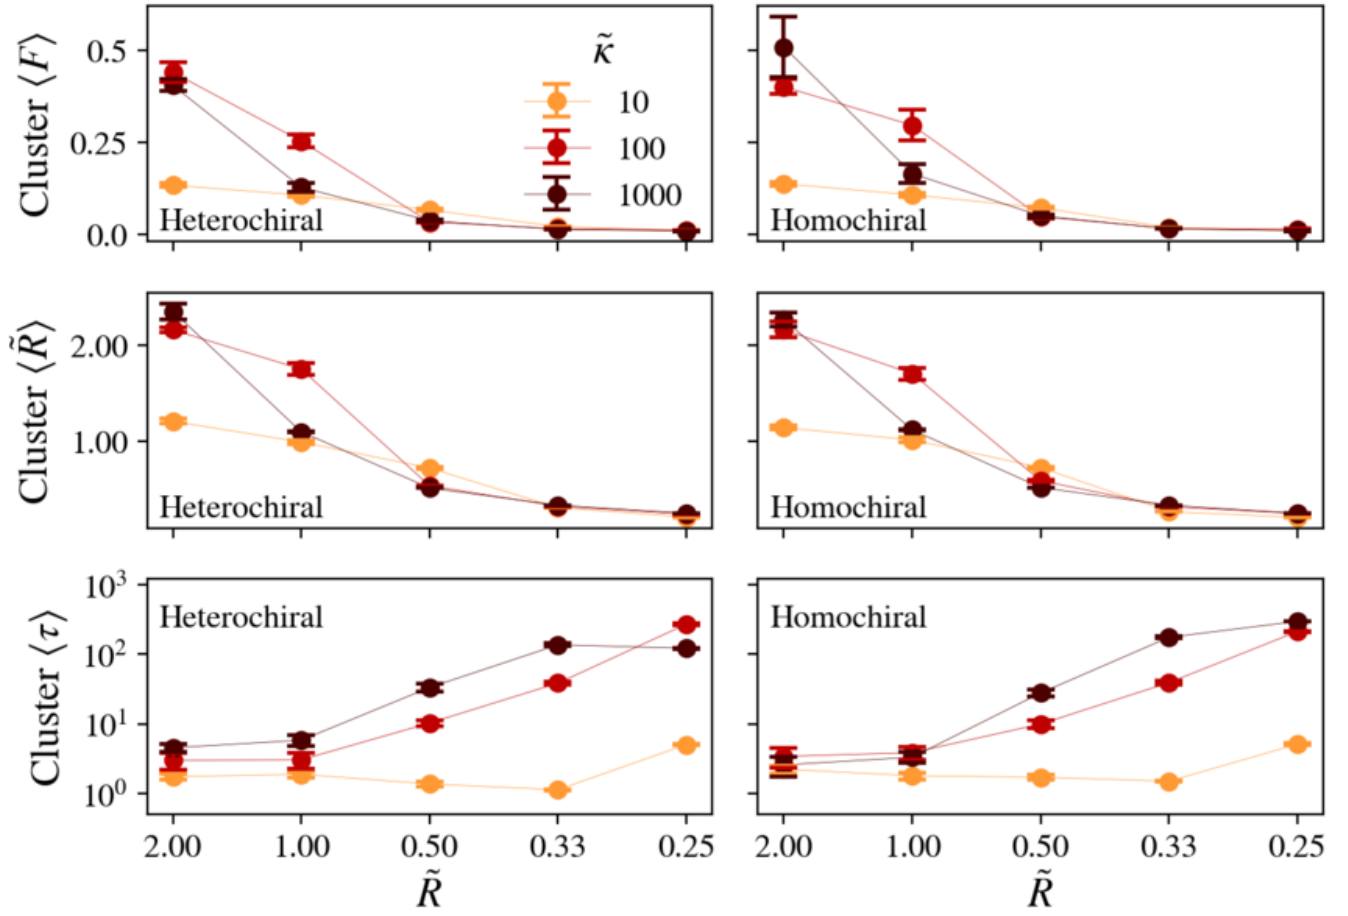 Cluster ⟨F⟩
0.5
0.25
0.0
κ̃
10
100
1000
Heterochiral
Homochiral
Cluster ⟨R̃⟩
2.00
1.00
Heterochiral
Homochiral
Cluster ⟨τ⟩
10³
10²
10¹
10⁰
Heterochiral
Homochiral
2.00 1.00 0.50 0.33 0.25
2.00 1.00 0.50 0.33 0.25
R̃
R̃